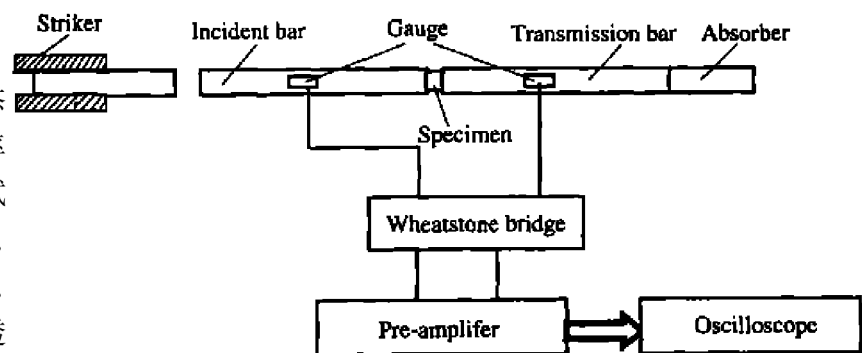 Striker
Incident bar
Gauge
Transmission bar
Absorber
Specimen
Wheatstone bridge
Pre-amplifer
Oscilloscope